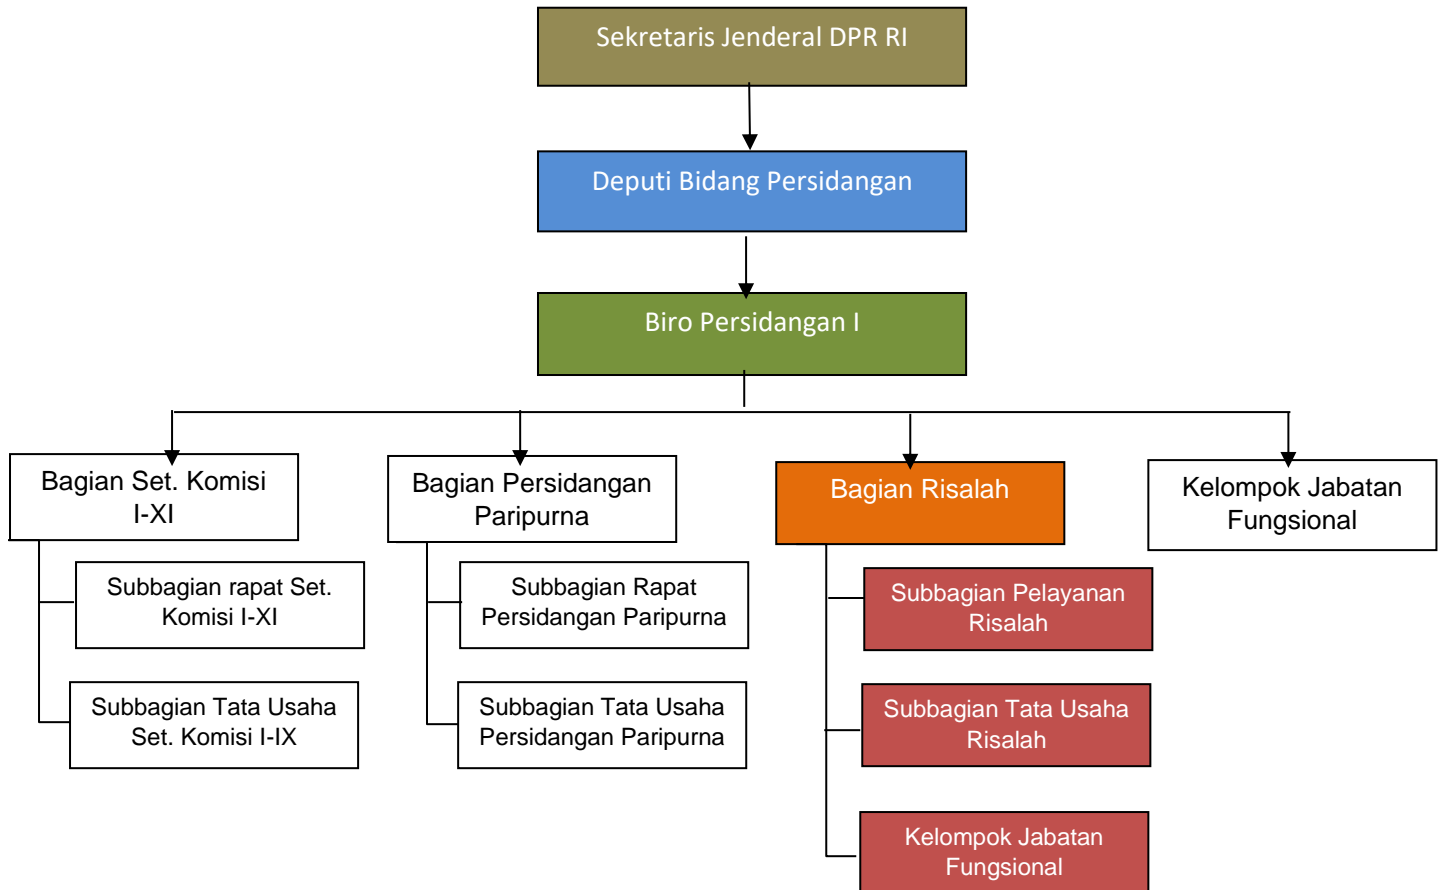 Sekretaris Jenderal DPR RI
Deputi Bidang Persidangan
Biro Persidangan I
Bagian Set. Komisi
I-XI
Bagian Persidangan
Paripurna
Bagian Risalah
Kelompok Jabatan
Fungsional
Subbagian rapat Set.
Komisi I-XI
Subbagian Rapat
Persidangan Paripurna
Subbagian Pelayanan
Risalah
Subbagian Tata Usaha
Set. Komisi I-IX
Subbagian Tata Usaha
Persidangan Paripurna
Subbagian Tata Usaha
Risalah
Kelompok Jabatan
Fungsional